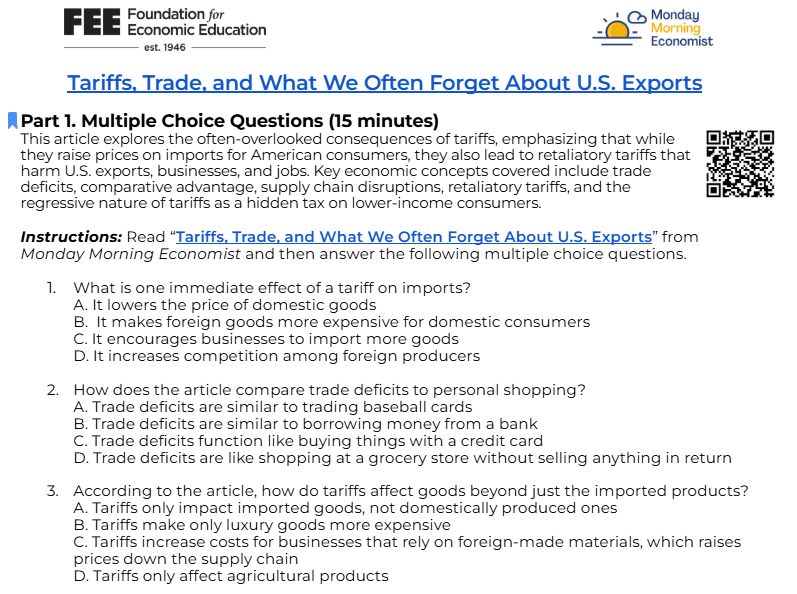 FEE Foundation for
Economic Education
est. 1946
Monday
Morning
Economist
Tariffs, Trade, and What We Often Forget About U.S. Exports
Part 1. Multiple Choice Questions (15 minutes)
This article explores the often-overlooked consequences of tariffs, emphasizing that while
they raise prices on imports for American consumers, they also lead to retaliatory tariffs that
harm U.S. exports, businesses, and jobs. Key economic concepts covered include trade
deficits, comparative advantage, supply chain disruptions, retaliatory tariffs, and the
regressive nature of tariffs as a hidden tax on lower-income consumers.
Instructions: Read “Tariffs, Trade, and What We Often Forget About U.S. Exports” from
Monday Morning Economist and then answer the following multiple choice questions.
1. What is one immediate effect of a tariff on imports?
A. It lowers the price of domestic goods
B. It makes foreign goods more expensive for domestic consumers
C. It encourages businesses to import more goods
D. It increases competition among foreign producers
2. How does the article compare trade deficits to personal shopping?
A. Trade deficits are similar to trading baseball cards
B. Trade deficits are similar to borrowing money from a bank
C. Trade deficits function like buying things with a credit card
D. Trade deficits are like shopping at a grocery store without selling anything in return
3. According to the article, how do tariffs affect goods beyond just the imported products?
A. Tariffs only impact imported goods, not domestically produced ones
B. Tariffs make only luxury goods more expensive
C. Tariffs increase costs for businesses that rely on foreign-made materials, which raises
prices down the supply chain
D. Tariffs only affect agricultural products